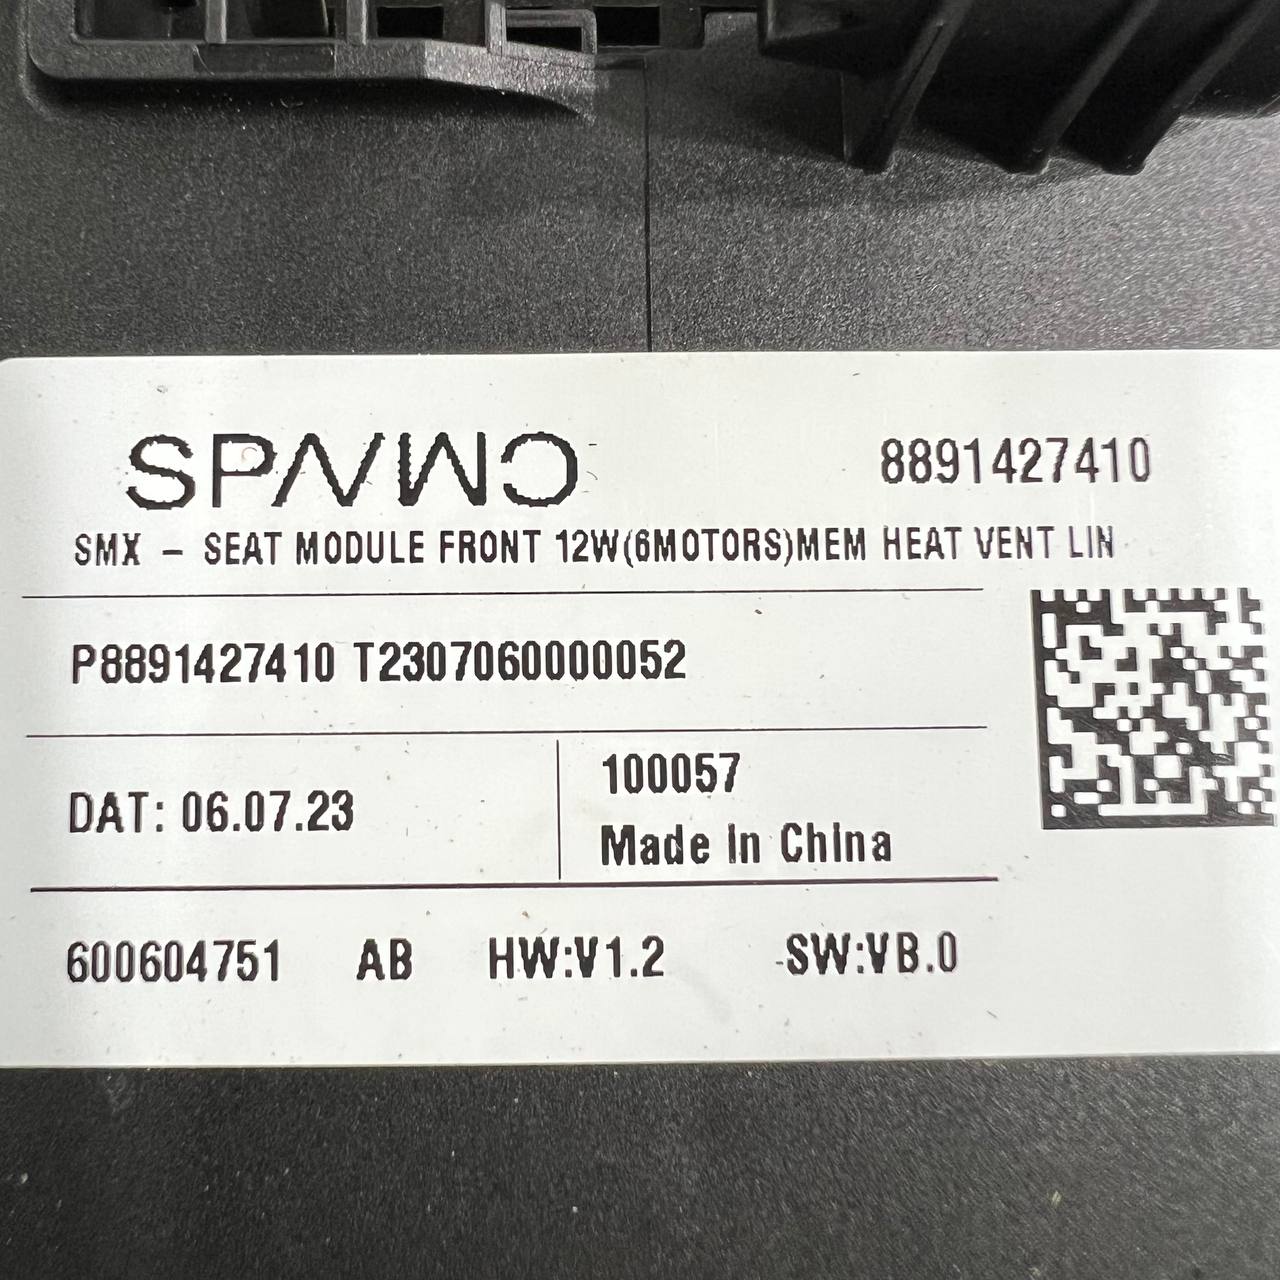 SPAVWO 8891427410
SMX – SEAT MODULE FRONT 12W(6MOTORS)MEM HEAT VENT LIN
P8891427410 T2307060000052
DAT: 06.07.23
100057
Made In China
600604751 AB HW:V1.2 -SW:VB.0